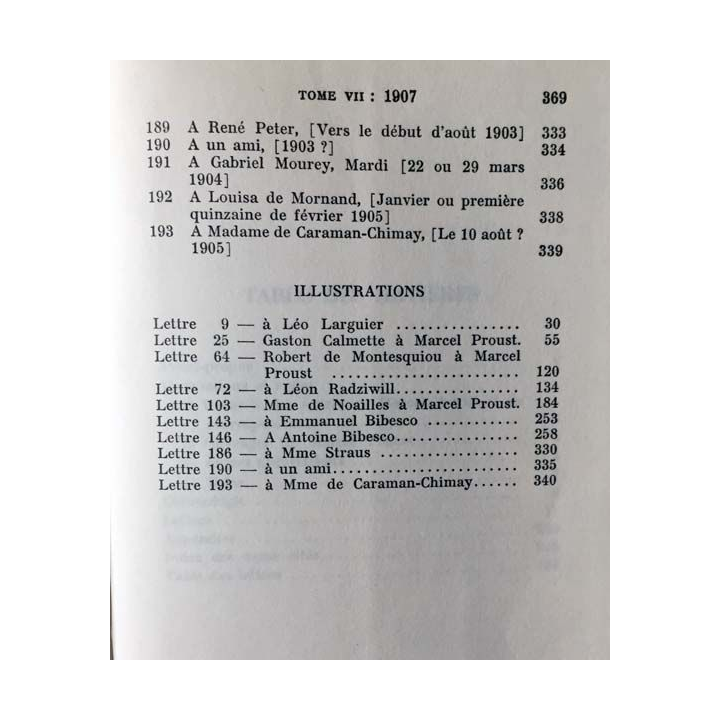 TOME VII : 1907 369
189 A René Peter, [Vers le début d'août 1903] 333
190 A un ami, [1903 ?] 334
191 A Gabriel Mourey, Mardi [22 ou 29 mars
1904] 336
192 A Louisa de Mornand, [Janvier ou première
quinzaine de février 1905] 338
193 A Madame de Caraman-Chimay, [Le 10 août ?
1905] 339
ILLUSTRATIONS
Lettre 9 — à Léo Larguier ................ 30
Lettre 25 — Gaston Calmette à Marcel Proust. 55
Lettre 64 — Robert de Montesquiou à Marcel
Proust ........................ 120
Lettre 72 — à Léon Radziwill................ 134
Lettre 103 — Mme de Noailles à Marcel Proust. 184
Lettre 143 — à Emmanuel Bibesco ............ 253
Lettre 146 — A Antoine Bibesco................ 258
Lettre 186 — à Mme Straus .................. 330
Lettre 190 — à un ami........................ 335
Lettre 193 — à Mme de Caraman-Chimay...... 340